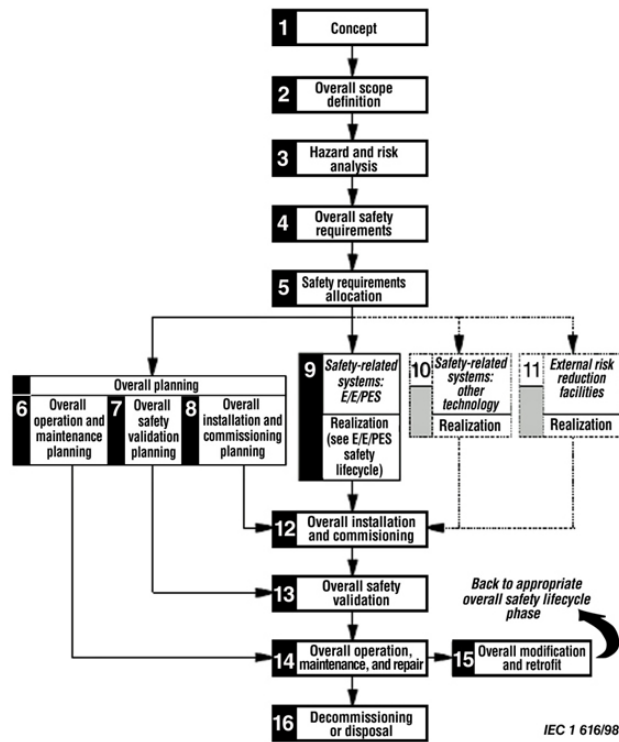 1
Concept
2
Overall scope
definition
3
Hazard and risk
analysis
4
Overall safety
requirements
5
Safety requirements
allocation
Overall planning
6
Overall
operation and
maintenance
planning
7
Overall
safety
validation
planning
8
Overall
installation and
commissioning
planning
9
Safety-related
systems:
E/E/PES
Realization
(see E/E/PES
safety
lifecycle)
10
Safety-related
systems:
other
technology
Realization
11
External risk
reduction
facilities
Realization
12
Overall installation
and commisioning
13
Overall safety
validation
Back to appropriate
overall safety lifecycle
phase
14
Overall operation,
maintenance, and repair
15
Overall modification
and retrofit
16
Decommissioning
or disposal
IEC 1 616/98